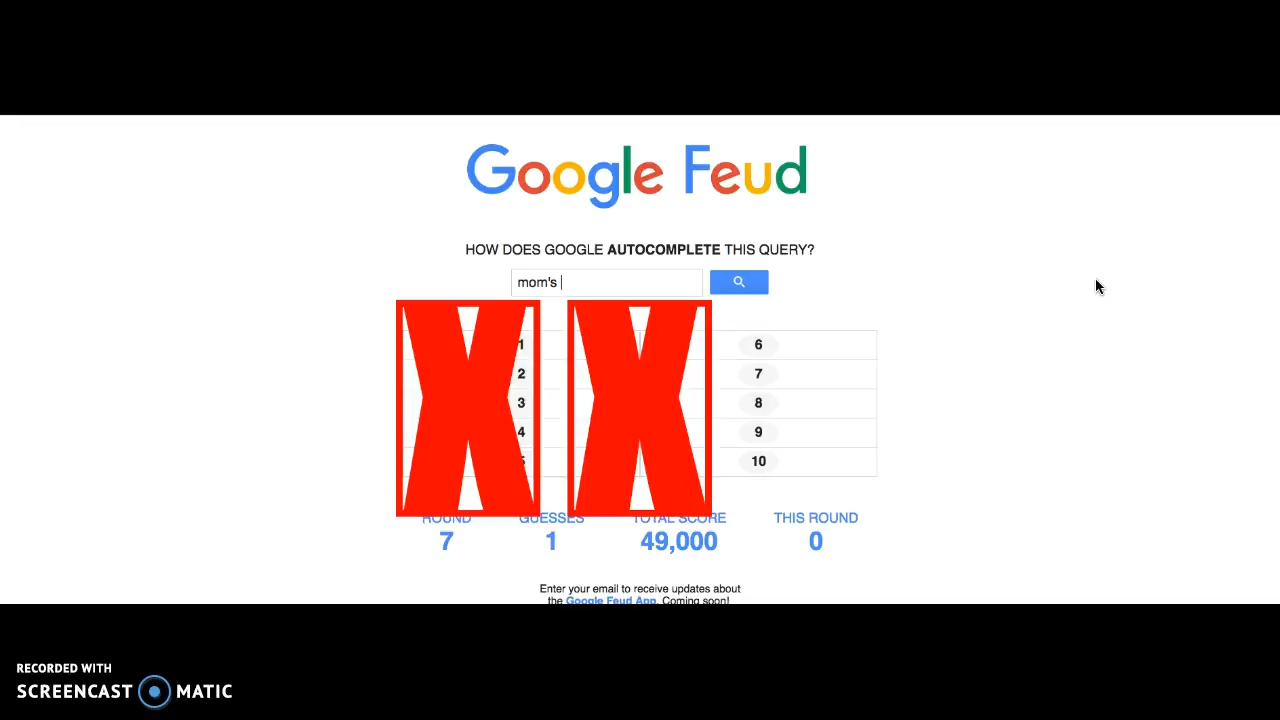 Google Feud
HOW DOES GOOGLE AUTOCOMPLETE THIS QUERY?
mom's
X X
1 6
2 7
3 8
4 9
5 10
ROUND GUESSES TOTAL SCORE THIS ROUND
7 1 49,000 0
Enter your email to receive updates about
the Google Feud App. Coming soon!
RECORDED WITH
SCREENCAST MATIC